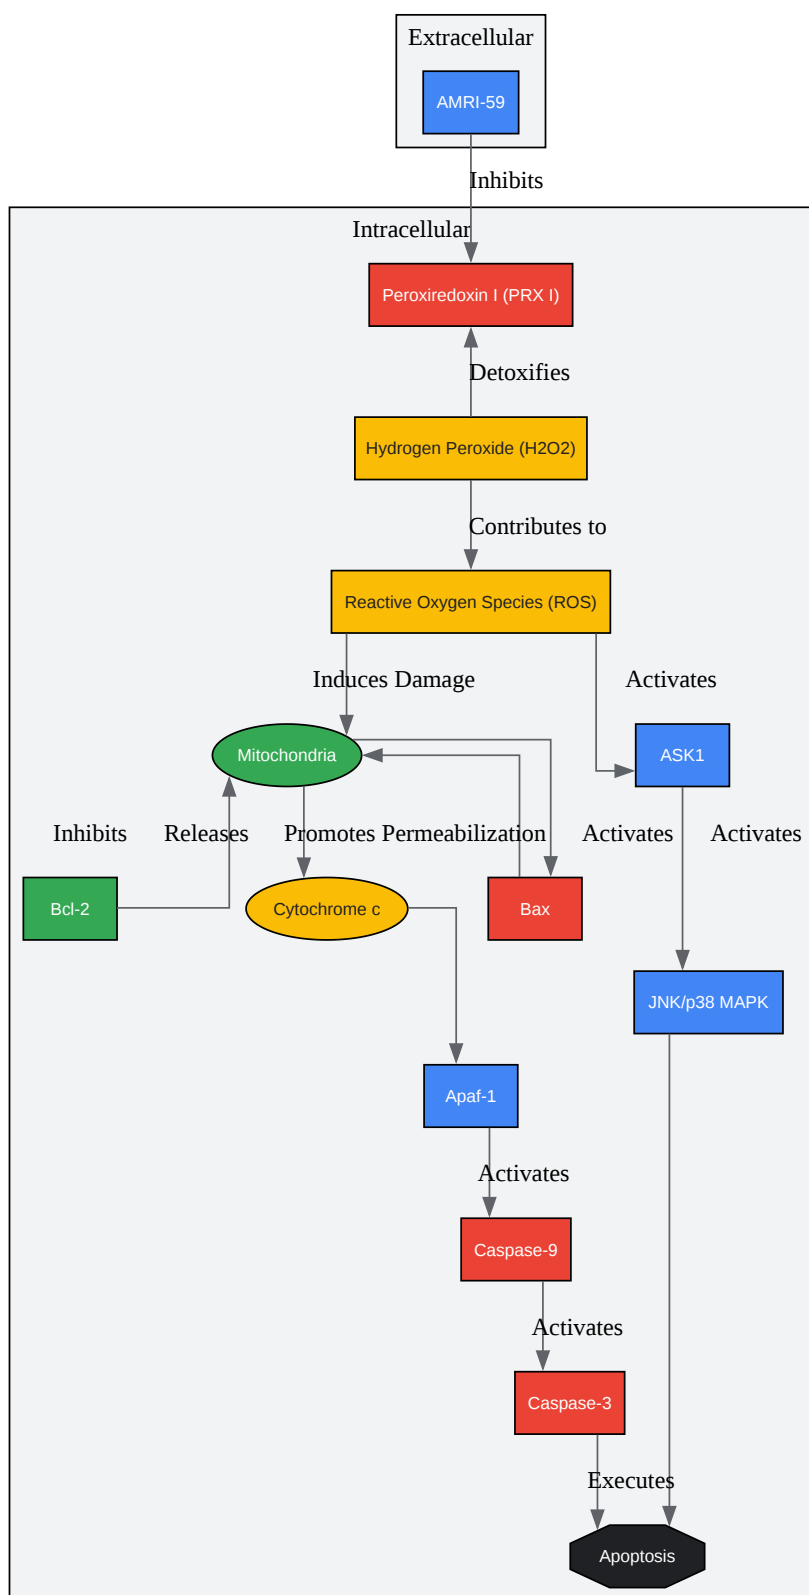 Extracellular
AMRI-59
Inhibits
Intracellular
Peroxiredoxin I (PRX I)
Detoxifies
Hydrogen Peroxide (H2O2)
Contributes to
Reactive Oxygen Species (ROS)
Induces Damage
Activates
Mitochondria
ASK1
Inhibits
Releases
Promotes Permeabilization
Activates
Activates
Bcl-2
Cytochrome c
Bax
JNK/p38 MAPK
Apaf-1
Activates
Caspase-9
Activates
Caspase-3
Executes
Apoptosis